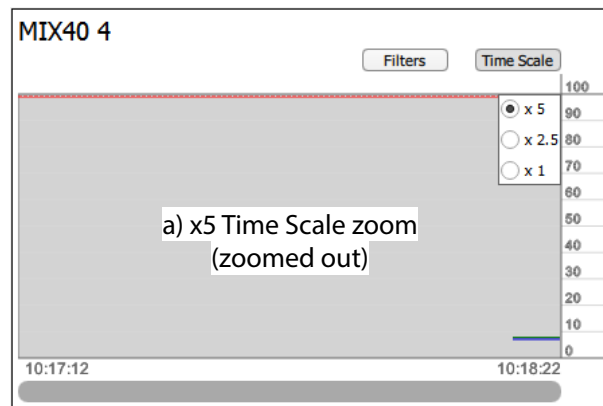 MIX40 4
Filters
Time Scale
100
x 5
90
x 2.5
80
x 1
70
60
a) x5 Time Scale zoom
50
(zoomed out)
40
30
20
10
0
10:17:12
10:18:22